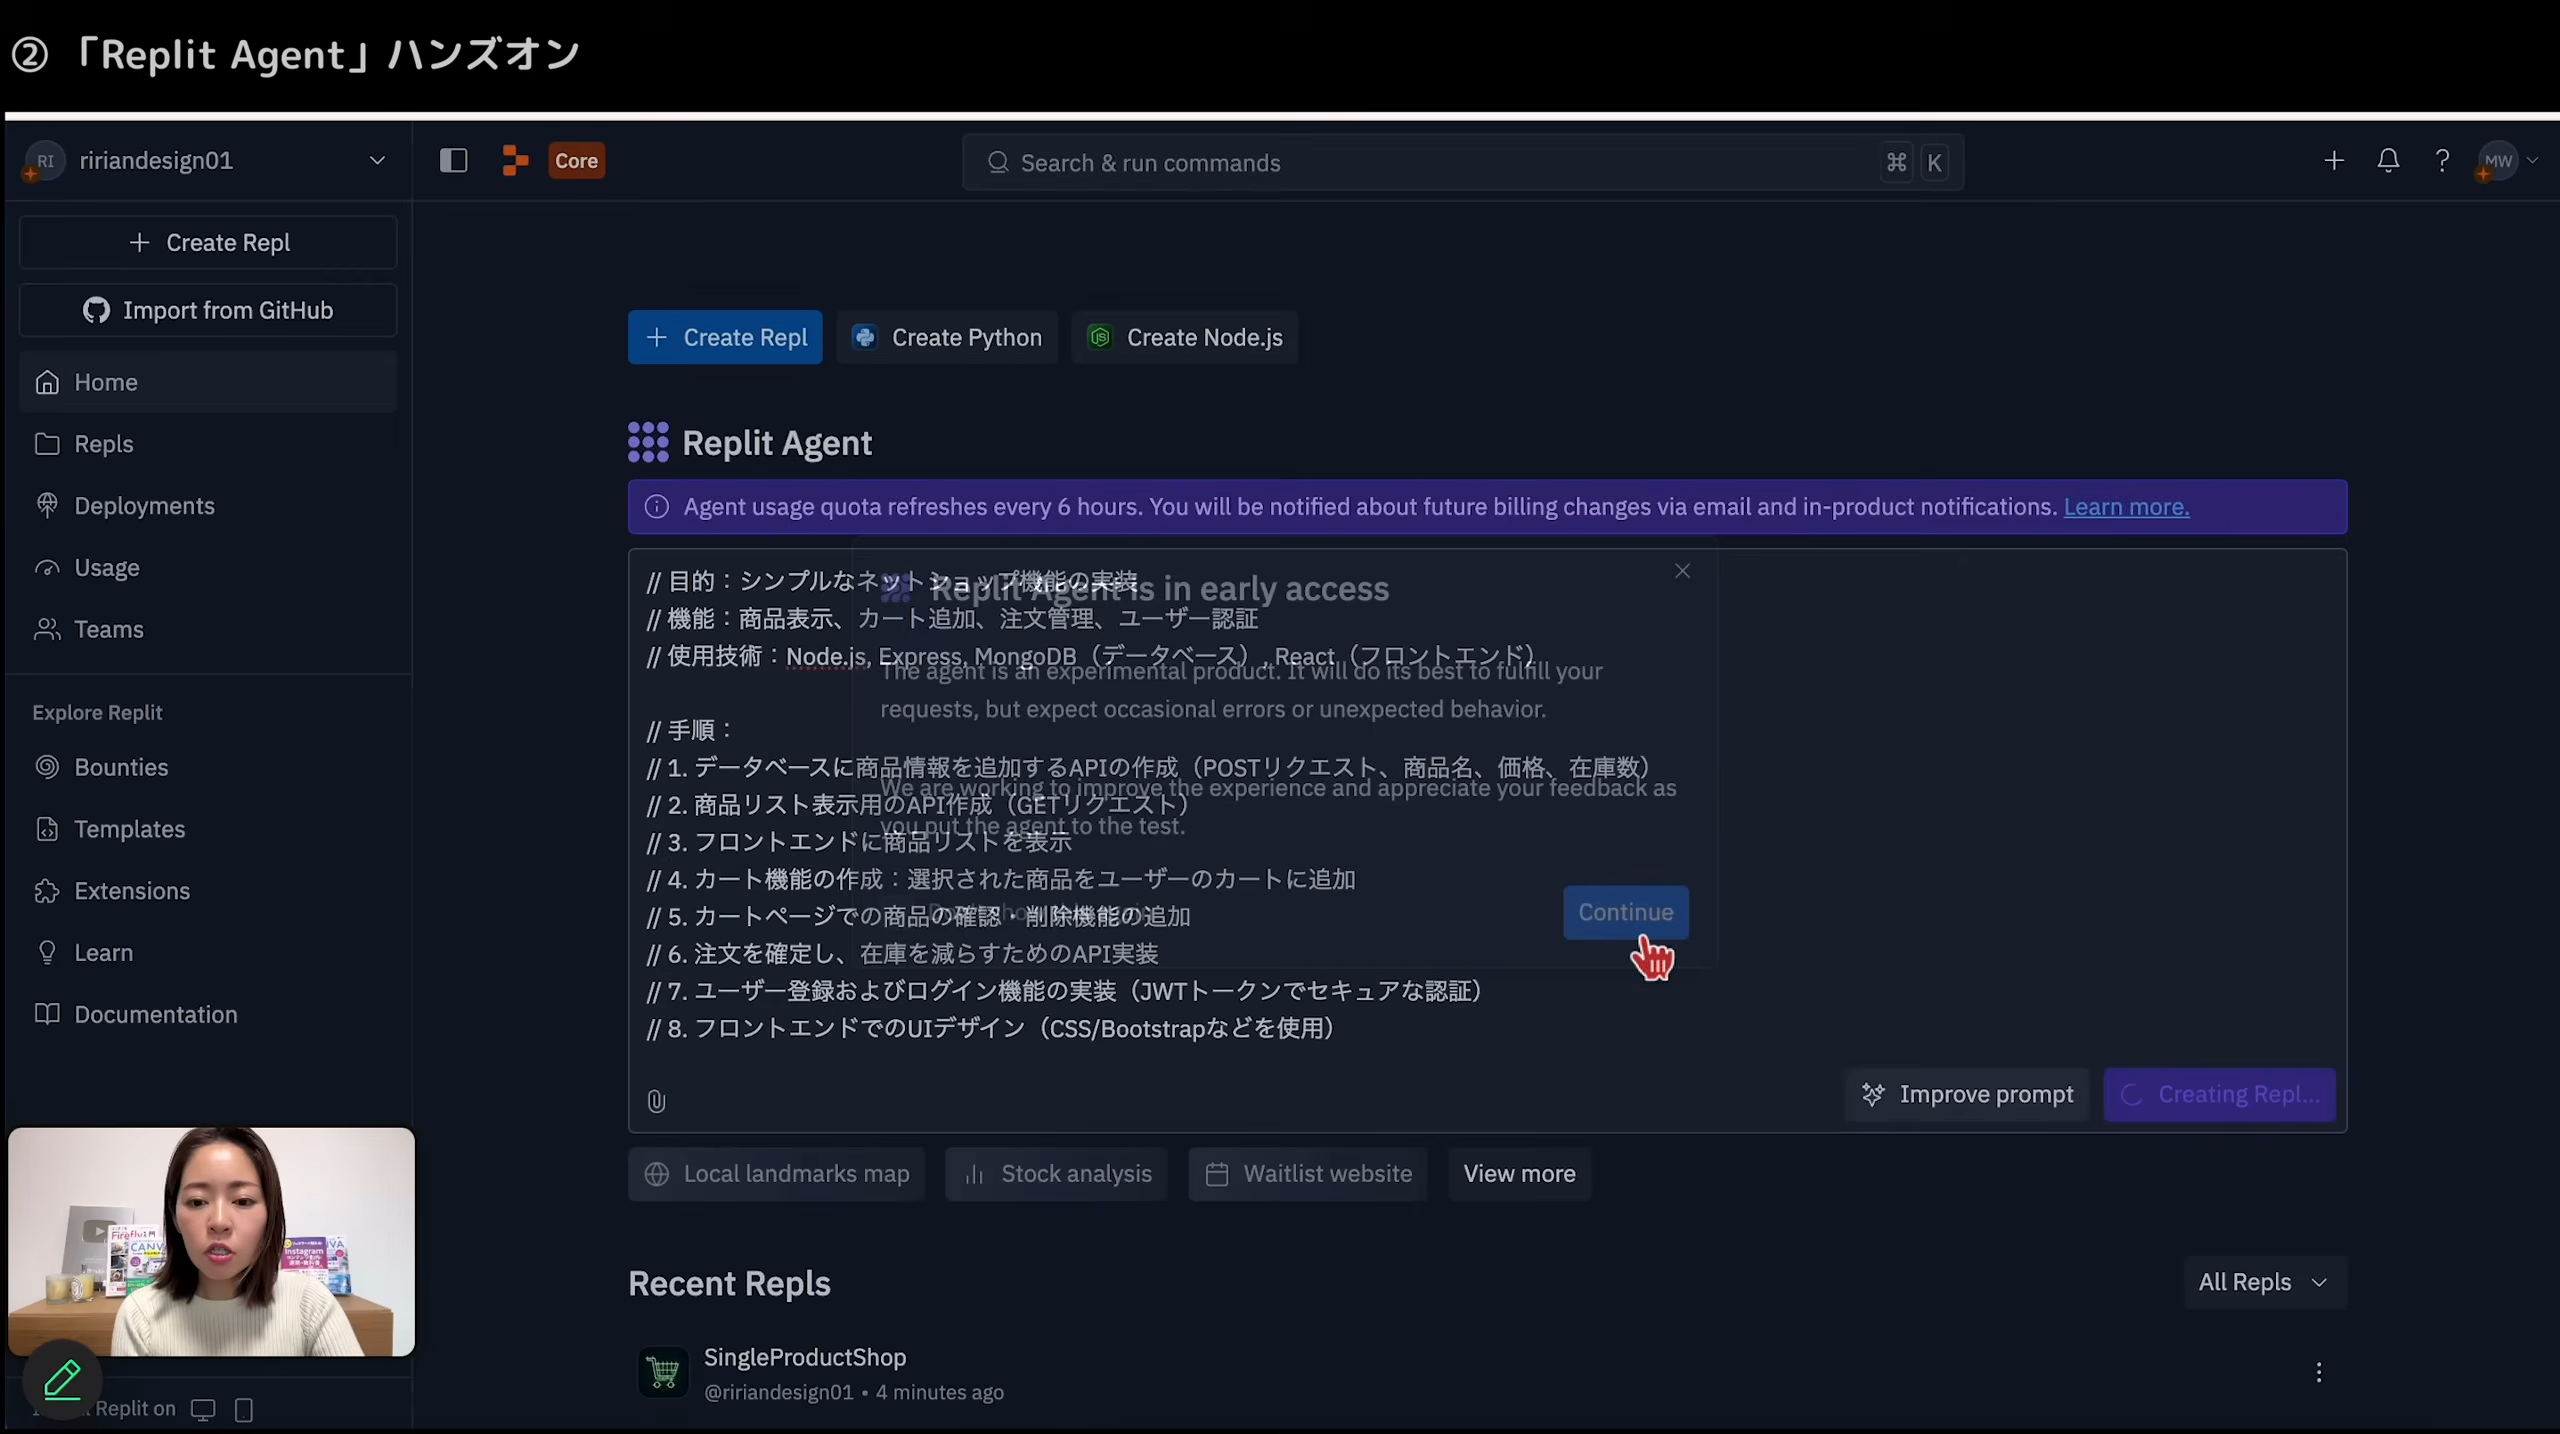 ② 「Replit Agent」ハンズオン
RI ririandesign01
Core
Search & run commands
⌘ K
? MW
+ Create Repl
Import from GitHub
Home
Repls
Deployments
Usage
Teams
Explore Replit
Bounties
Templates
Extensions
Learn
Documentation
Replit on
+ Create Repl
Create Python
Create Node.js
Replit Agent
Agent usage quota refreshes every 6 hours. You will be notified about future billing changes via email and in-product notifications. Learn more.
// 目的：シンプルなネットショップ機能の実装
// 機能：商品表示、カート追加、注文管理、ユーザー認証
// 使用技術：Node.js, Express, MongoDB（データベース）, React（フロントエンド）
// 手順：
// 1. データベースに商品情報を追加するAPIの作成（POSTリクエスト、商品名、価格、在庫数）
// 2. 商品リスト表示用のAPI作成（GETリクエスト）
// 3. フロントエンドに商品リストを表示
// 4. カート機能の作成：選択された商品をユーザーのカートに追加
// 5. カートページでの商品の確認・削除機能の追加
// 6. 注文を確定し、在庫を減らすためのAPI実装
// 7. ユーザー登録およびログイン機能の実装（JWTトークンでセキュアな認証）
// 8. フロントエンドでのUIデザイン（CSS/Bootstrapなどを使用）
Replit Agent is in early access
The agent is an experimental product. It will do its best to fulfill your
requests, but expect occasional errors or unexpected behavior.
We are working to improve the experience and appreciate your feedback as
you put the agent to the test.
Continue
Improve prompt
Creating Repl...
Local landmarks map
Stock analysis
Waitlist website
View more
Recent Repls
All Repls
SingleProductShop
@ririandesign01 • 4 minutes ago